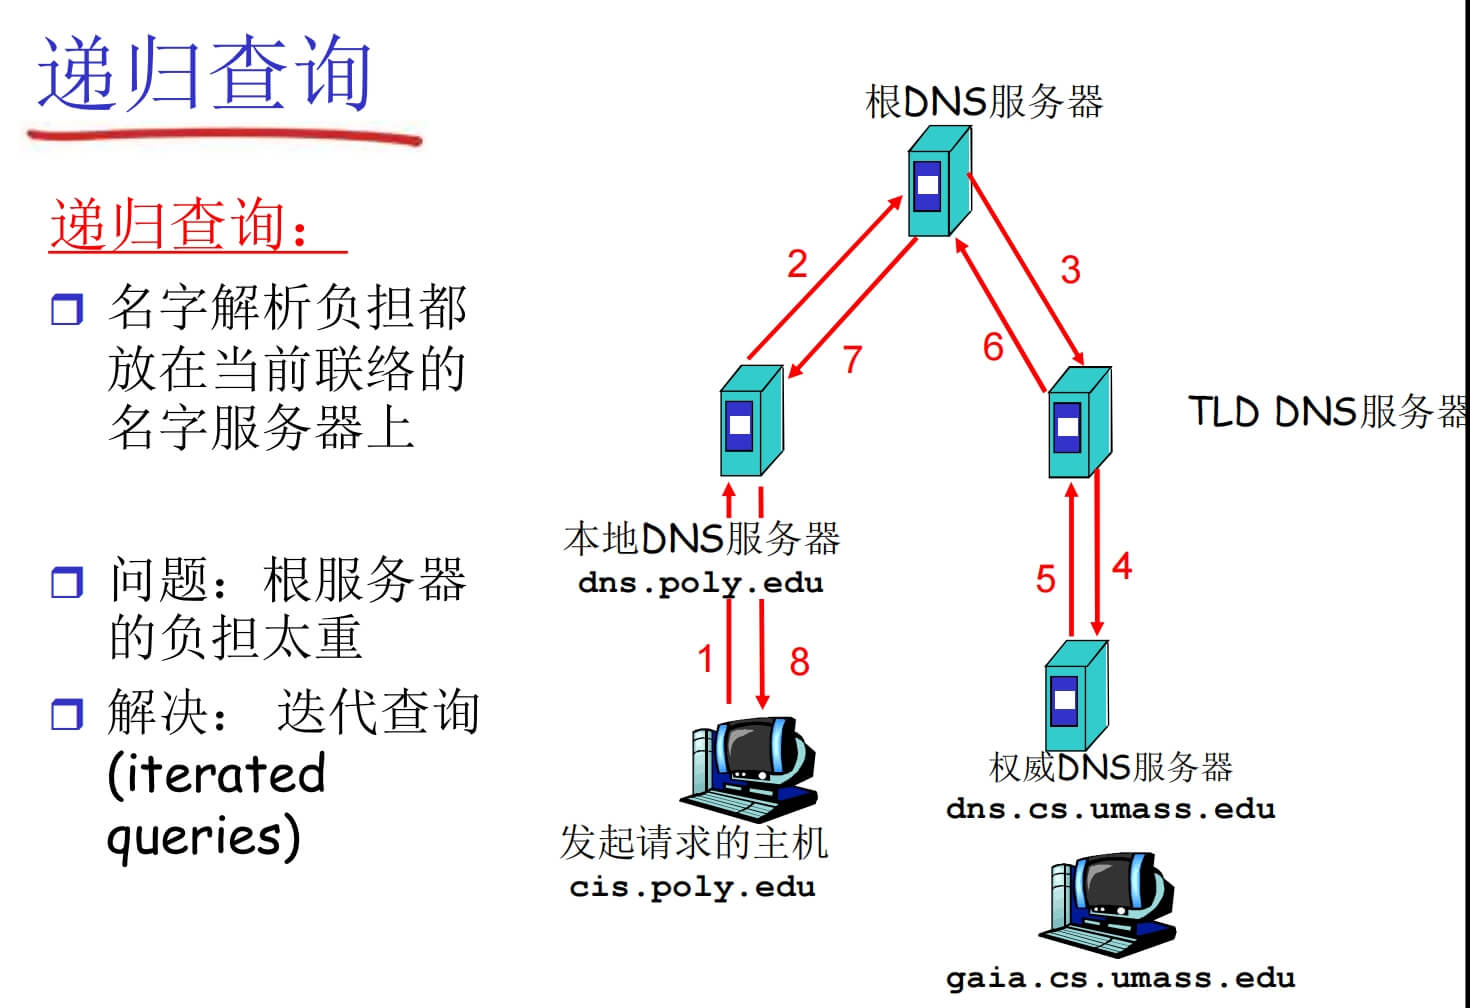 递归查询
递归查询：
名字解析负担都
放在当前联络的
名字服务器上
问题：根服务器
的负担太重
解决： 迭代查询
(iterated
queries)
根DNS服务器
2
3
7
6
TLD DNS服务器
本地DNS服务器
dns.poly.edu
5
4
1
8
权威DNS服务器
dns.cs.umass.edu
发起请求的主机
cis.poly.edu
gaia.cs.umass.edu